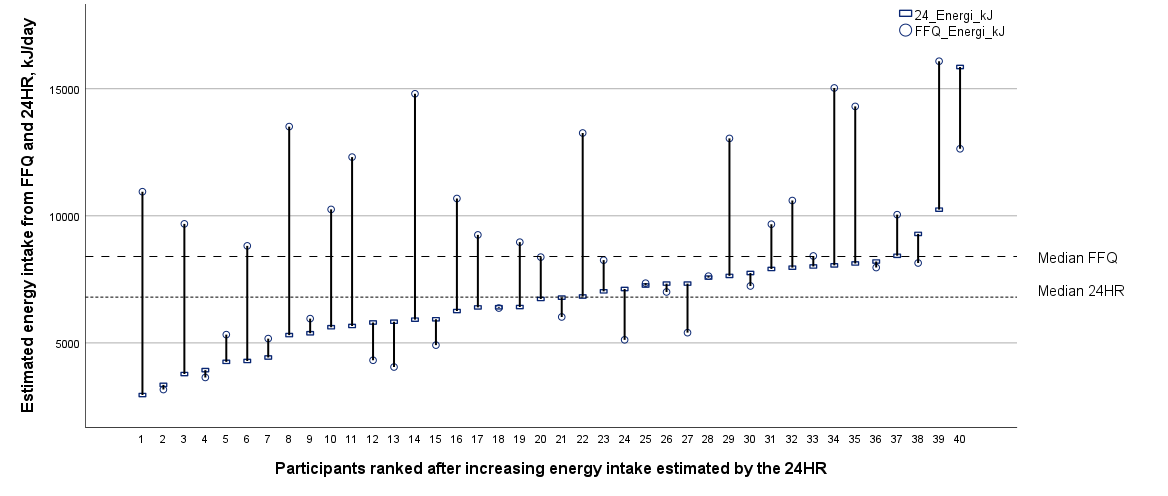 24_Energi_kJ
FFQ_Energi_kJ
Estimated energy intake from FFQ and 24HR, kJ/day
15000
10000
5000
Median FFQ
Median 24HR
1 2 3 4 5 6 7 8 9 10 11 12 13 14 15 16 17 18 19 20 21 22 23 24 25 26 27 28 29 30 31 32 33 34 35 36 37 38 39 40
Participants ranked after increasing energy intake estimated by the 24HR